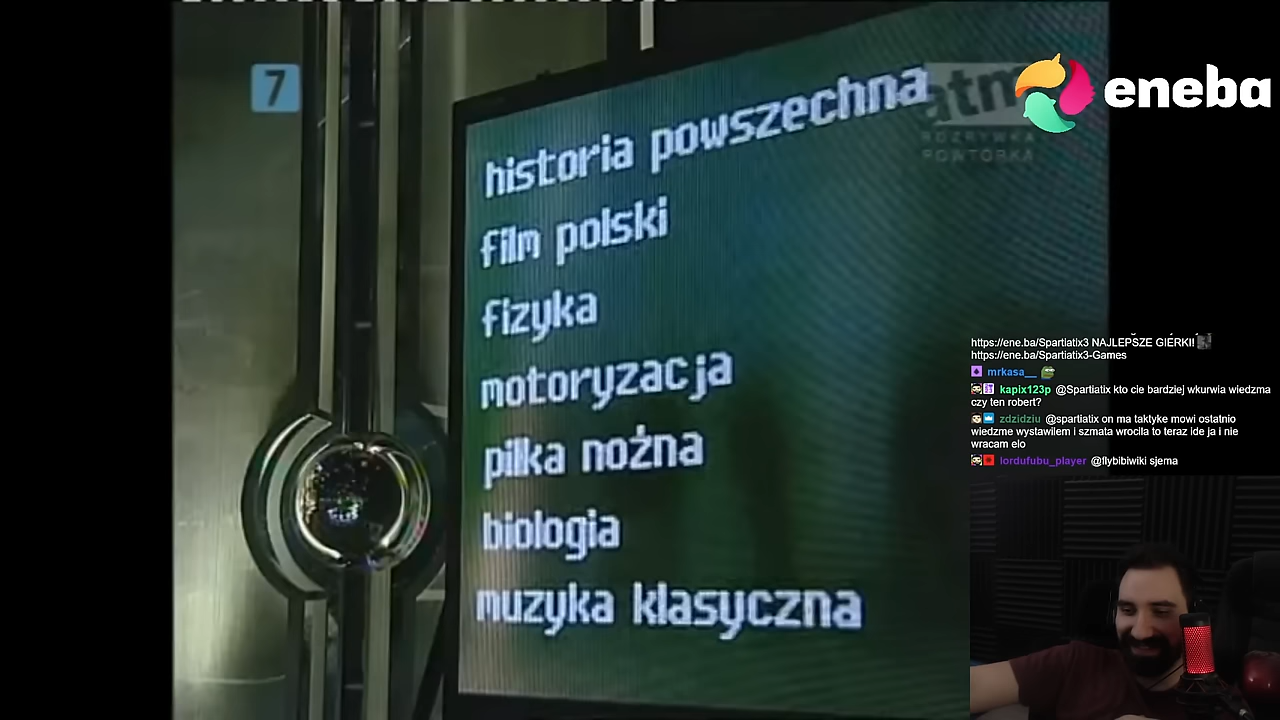 7
atm
ROZRYWKA
POWTÓRKA
eneba
historia powszechna
film polski
fizyka
motoryzacja
piłka nożna
biologia
muzyka klasyczna
https://ene.ba/Spartiatix3 NAJLEPSZE GIERKI!
https://ene.ba/Spartiatix3-Games
mrkasa__
kapix123p @Spartiatix kto cie bardziej wkurwia wiedzma
czy ten robert?
zdzidziu @spartiatix on ma taktyke mowi ostatnio
wiedzme wystawilem i szmata wrocila to teraz ide ja i nie
wracam elo
lordufubu_player @flybibiwiki sjema